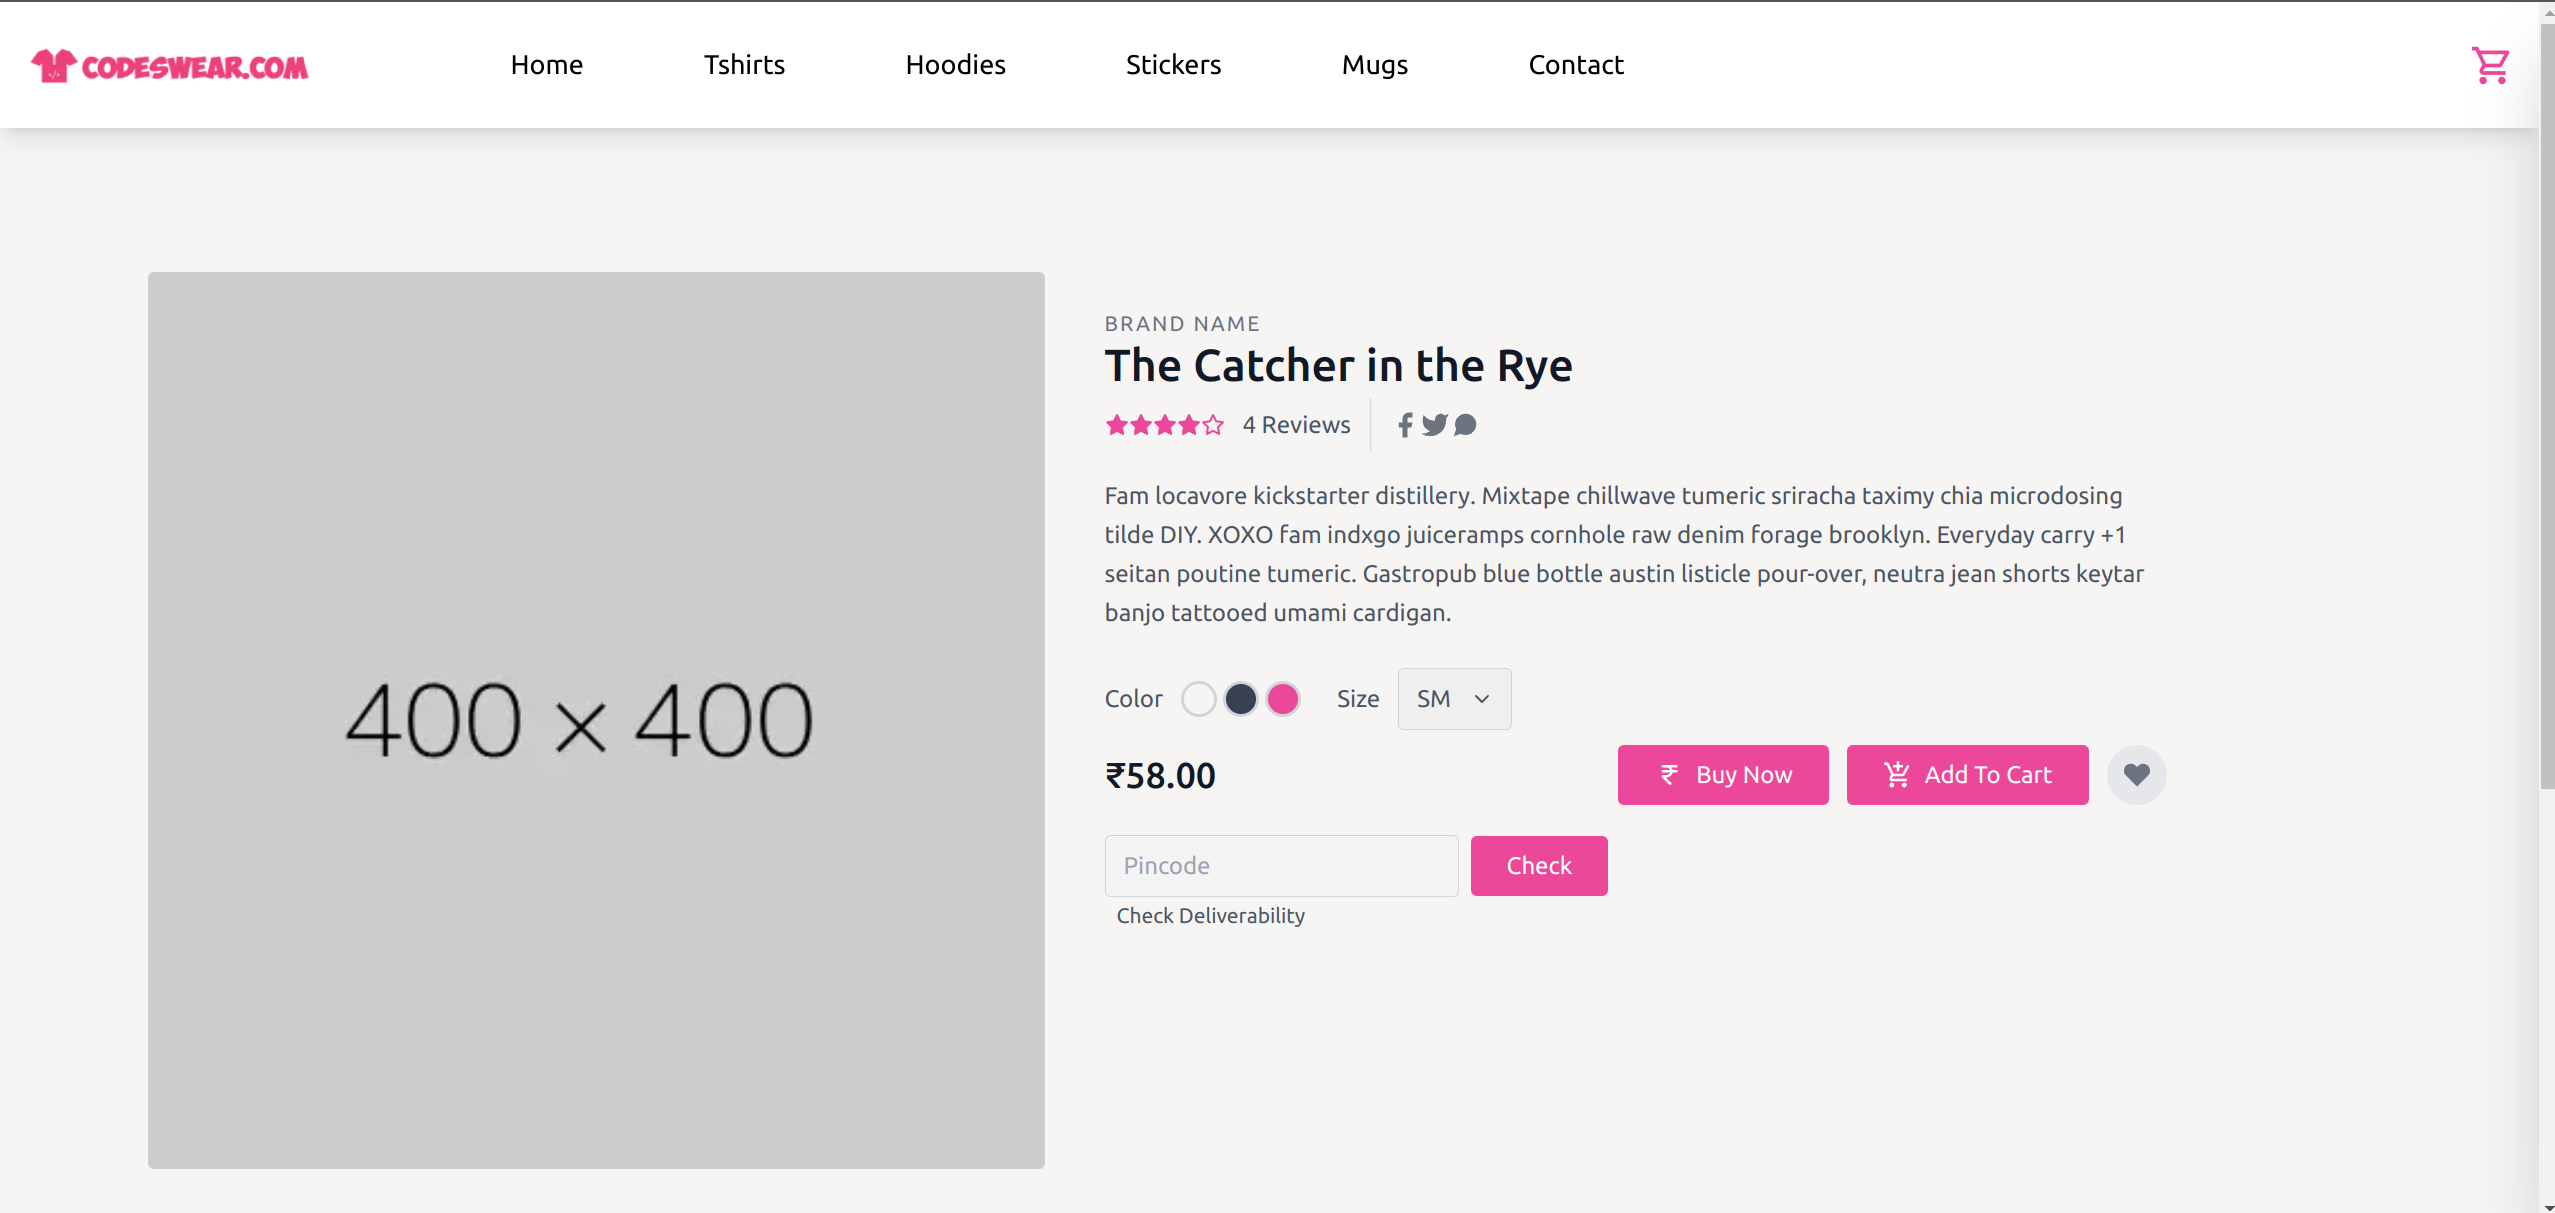 CODESWEAR.COM
Home Tshirts Hoodies Stickers Mugs Contact
400 × 400
BRAND NAME
The Catcher in the Rye
4 Reviews
Fam locavore kickstarter distillery. Mixtape chillwave tumeric sriracha taximy chia microdosing
tilde DIY. XOXO fam indxgo juiceramps cornhole raw denim forage brooklyn. Everyday carry +1
seitan poutine tumeric. Gastropub blue bottle austin listicle pour-over, neutra jean shorts keytar
banjo tattooed umami cardigan.
Color Size SM
₹58.00 ₹ Buy Now Add To Cart
Pincode Check
Check Deliverability